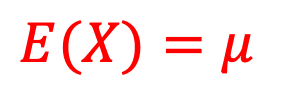 E(X) = μ